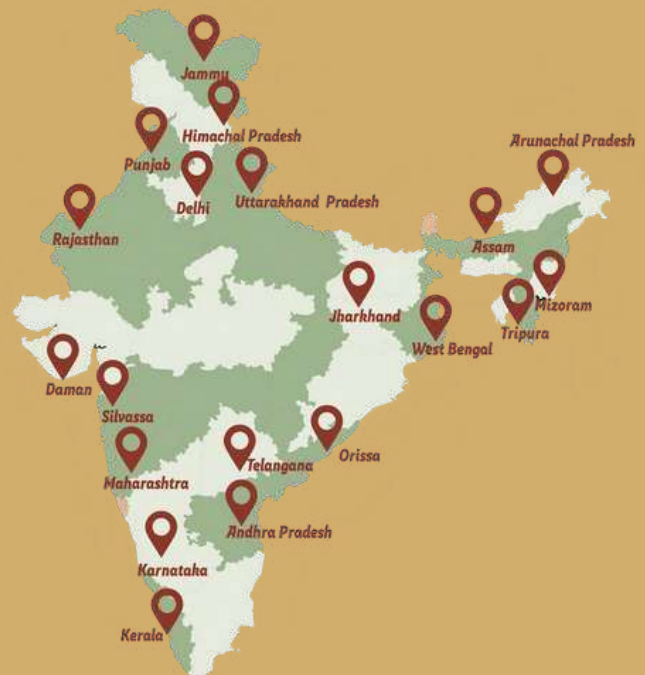 Jammu
Himachal Pradesh
Arunachal Pradesh
Punjab
Uttarakhand Pradesh
Delhi
Rajasthan
Assam
Mizoram
Jharkhand
Tripura
West Bengal
Daman
Silvassa
Orissa
Telangana
Maharashtra
Andhra Pradesh
Karnataka
Kerala